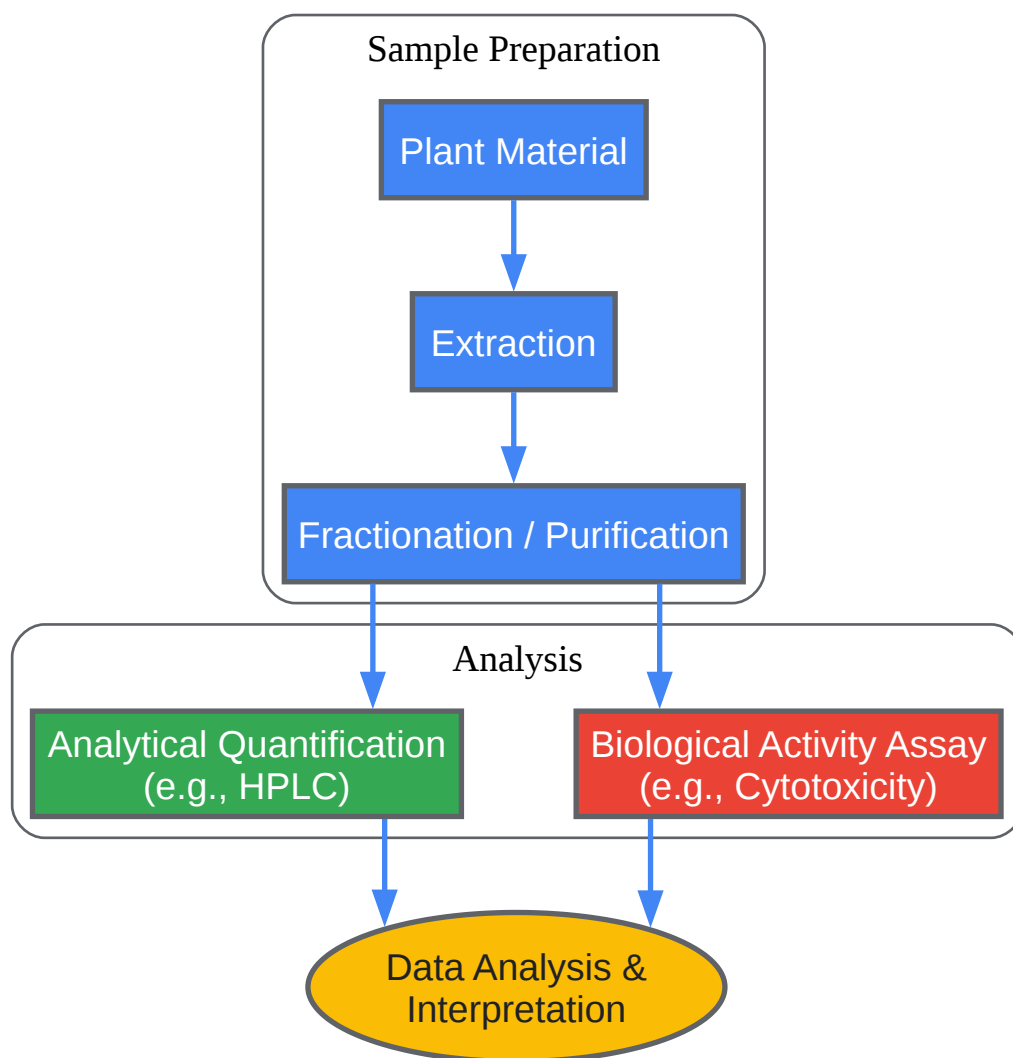 Sample Preparation
Plant Material
Extraction
Fractionation / Purification
Analysis
Analytical Quantification
(e.g., HPLC)
Biological Activity Assay
(e.g., Cytotoxicity)
Data Analysis &
Interpretation